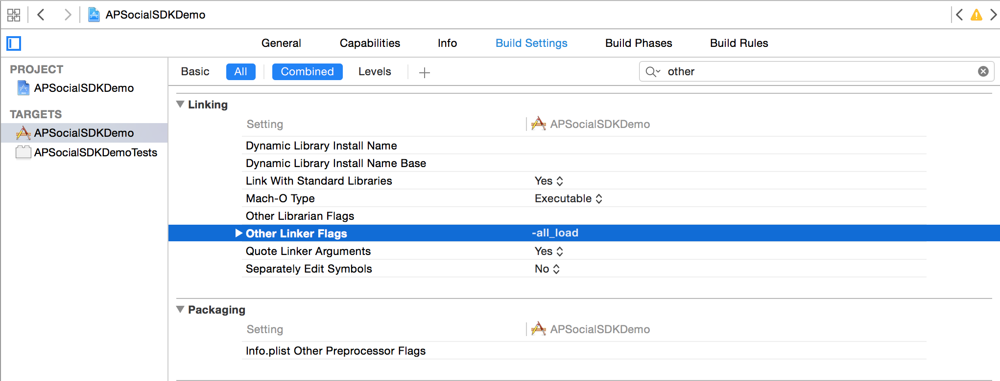 APSocialSDKDemo
General Capabilities Info Build Settings Build Phases Build Rules
PROJECT
APSocialSDKDemo
TARGETS
APSocialSDKDemo
APSocialSDKDemoTests
Basic All Combined Levels other
Linking
Setting APSocialSDKDemo
Dynamic Library Install Name
Dynamic Library Install Name Base
Link With Standard Libraries Yes
Mach-O Type Executable
Other Librarian Flags
Other Linker Flags -all_load
Quote Linker Arguments Yes
Separately Edit Symbols No
Packaging
Setting APSocialSDKDemo
Info.plist Other Preprocessor Flags